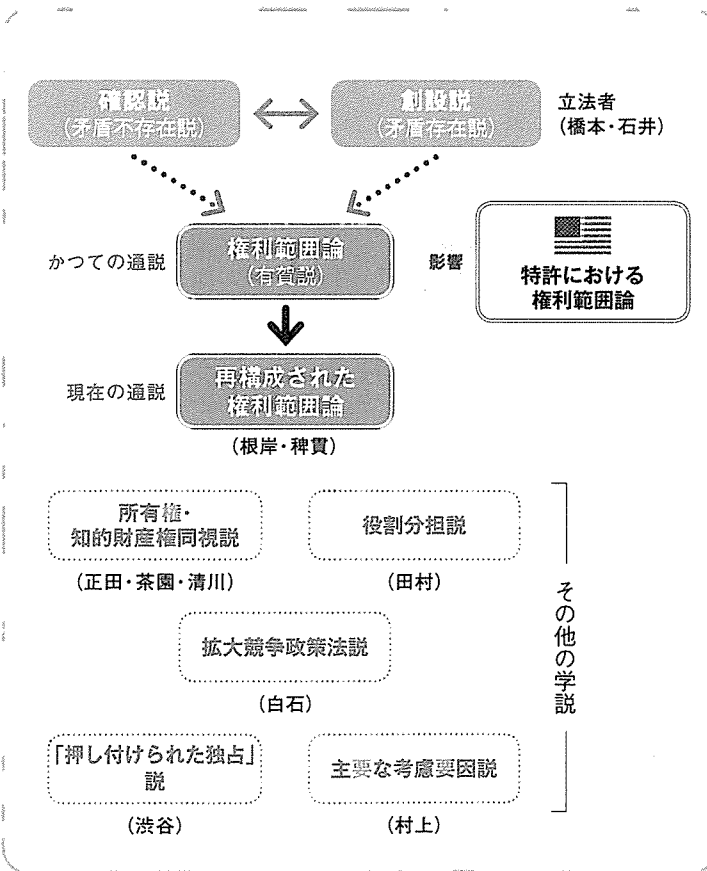 確認説
(矛盾不存在説)
創設説
(矛盾存在説)
立法者
(橋本・石井)
かつての通説
権利範囲論
(有賀説)
影響
特許における
権利範囲論
現在の通説
再構成された
権利範囲論
(根岸・稗貫)
所有権・
知的財産権同視説
(正田・茶園・清川)
役割分担説
(田村)
拡大競争政策法説
(白石)
「押し付けられた独占」
説
(渋谷)
主要な考慮要因説
(村上)
その他の学説